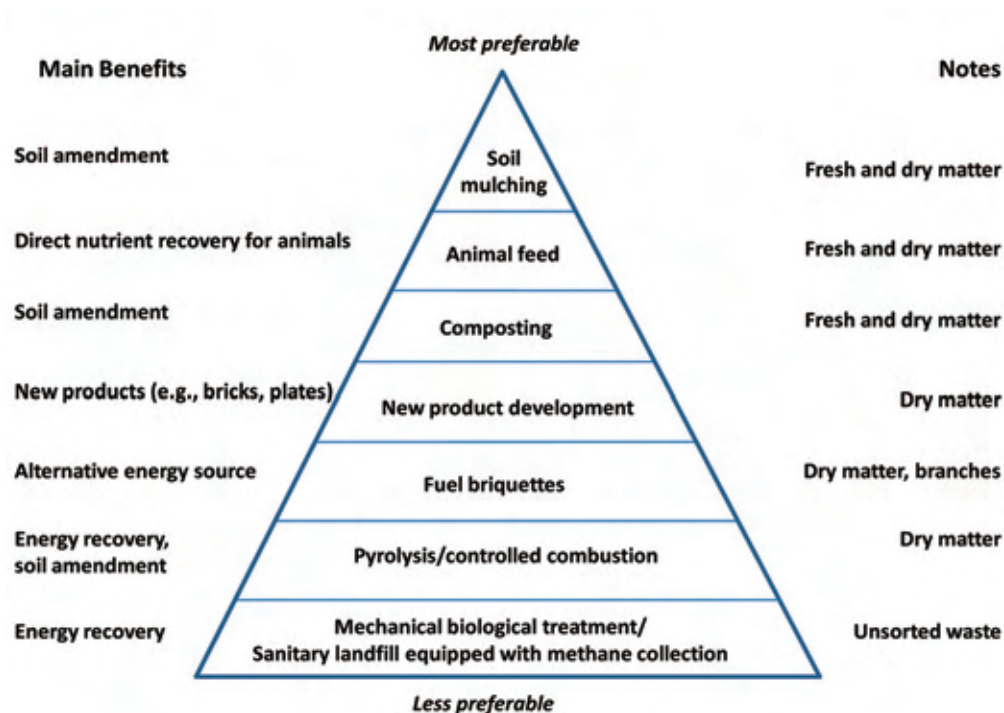 Most preferable
Main Benefits
Notes
Soil amendment
Soil
mulching
Fresh and dry matter
Direct nutrient recovery for animals
Animal feed
Fresh and dry matter
Soil amendment
Composting
Fresh and dry matter
New products (e.g., bricks, plates)
New product development
Dry matter
Alternative energy source
Fuel briquettes
Dry matter, branches
Energy recovery,
soil amendment
Pyrolysis/controlled combustion
Dry matter
Energy recovery
Mechanical biological treatment/
Sanitary landfill equipped with methane collection
Unsorted waste
Less preferable